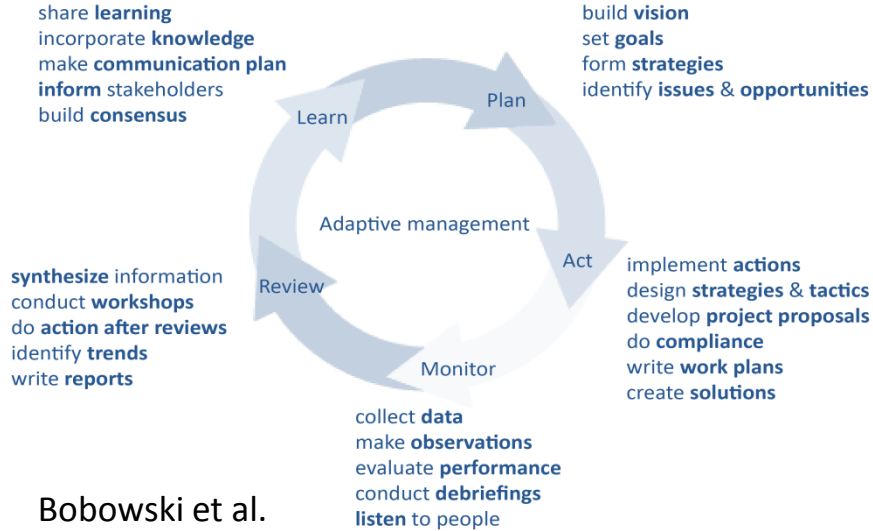 share learning
incorporate knowledge
make communication plan
inform stakeholders
build consensus
build vision
set goals
form strategies
identify issues & opportunities
Learn
Plan
Adaptive management
Act
Review
Monitor
synthesize information
conduct workshops
do action after reviews
identify trends
write reports
implement actions
design strategies & tactics
develop project proposals
do compliance
write work plans
create solutions
collect data
make observations
evaluate performance
conduct debriefings
listen to people
Bobowski et al.